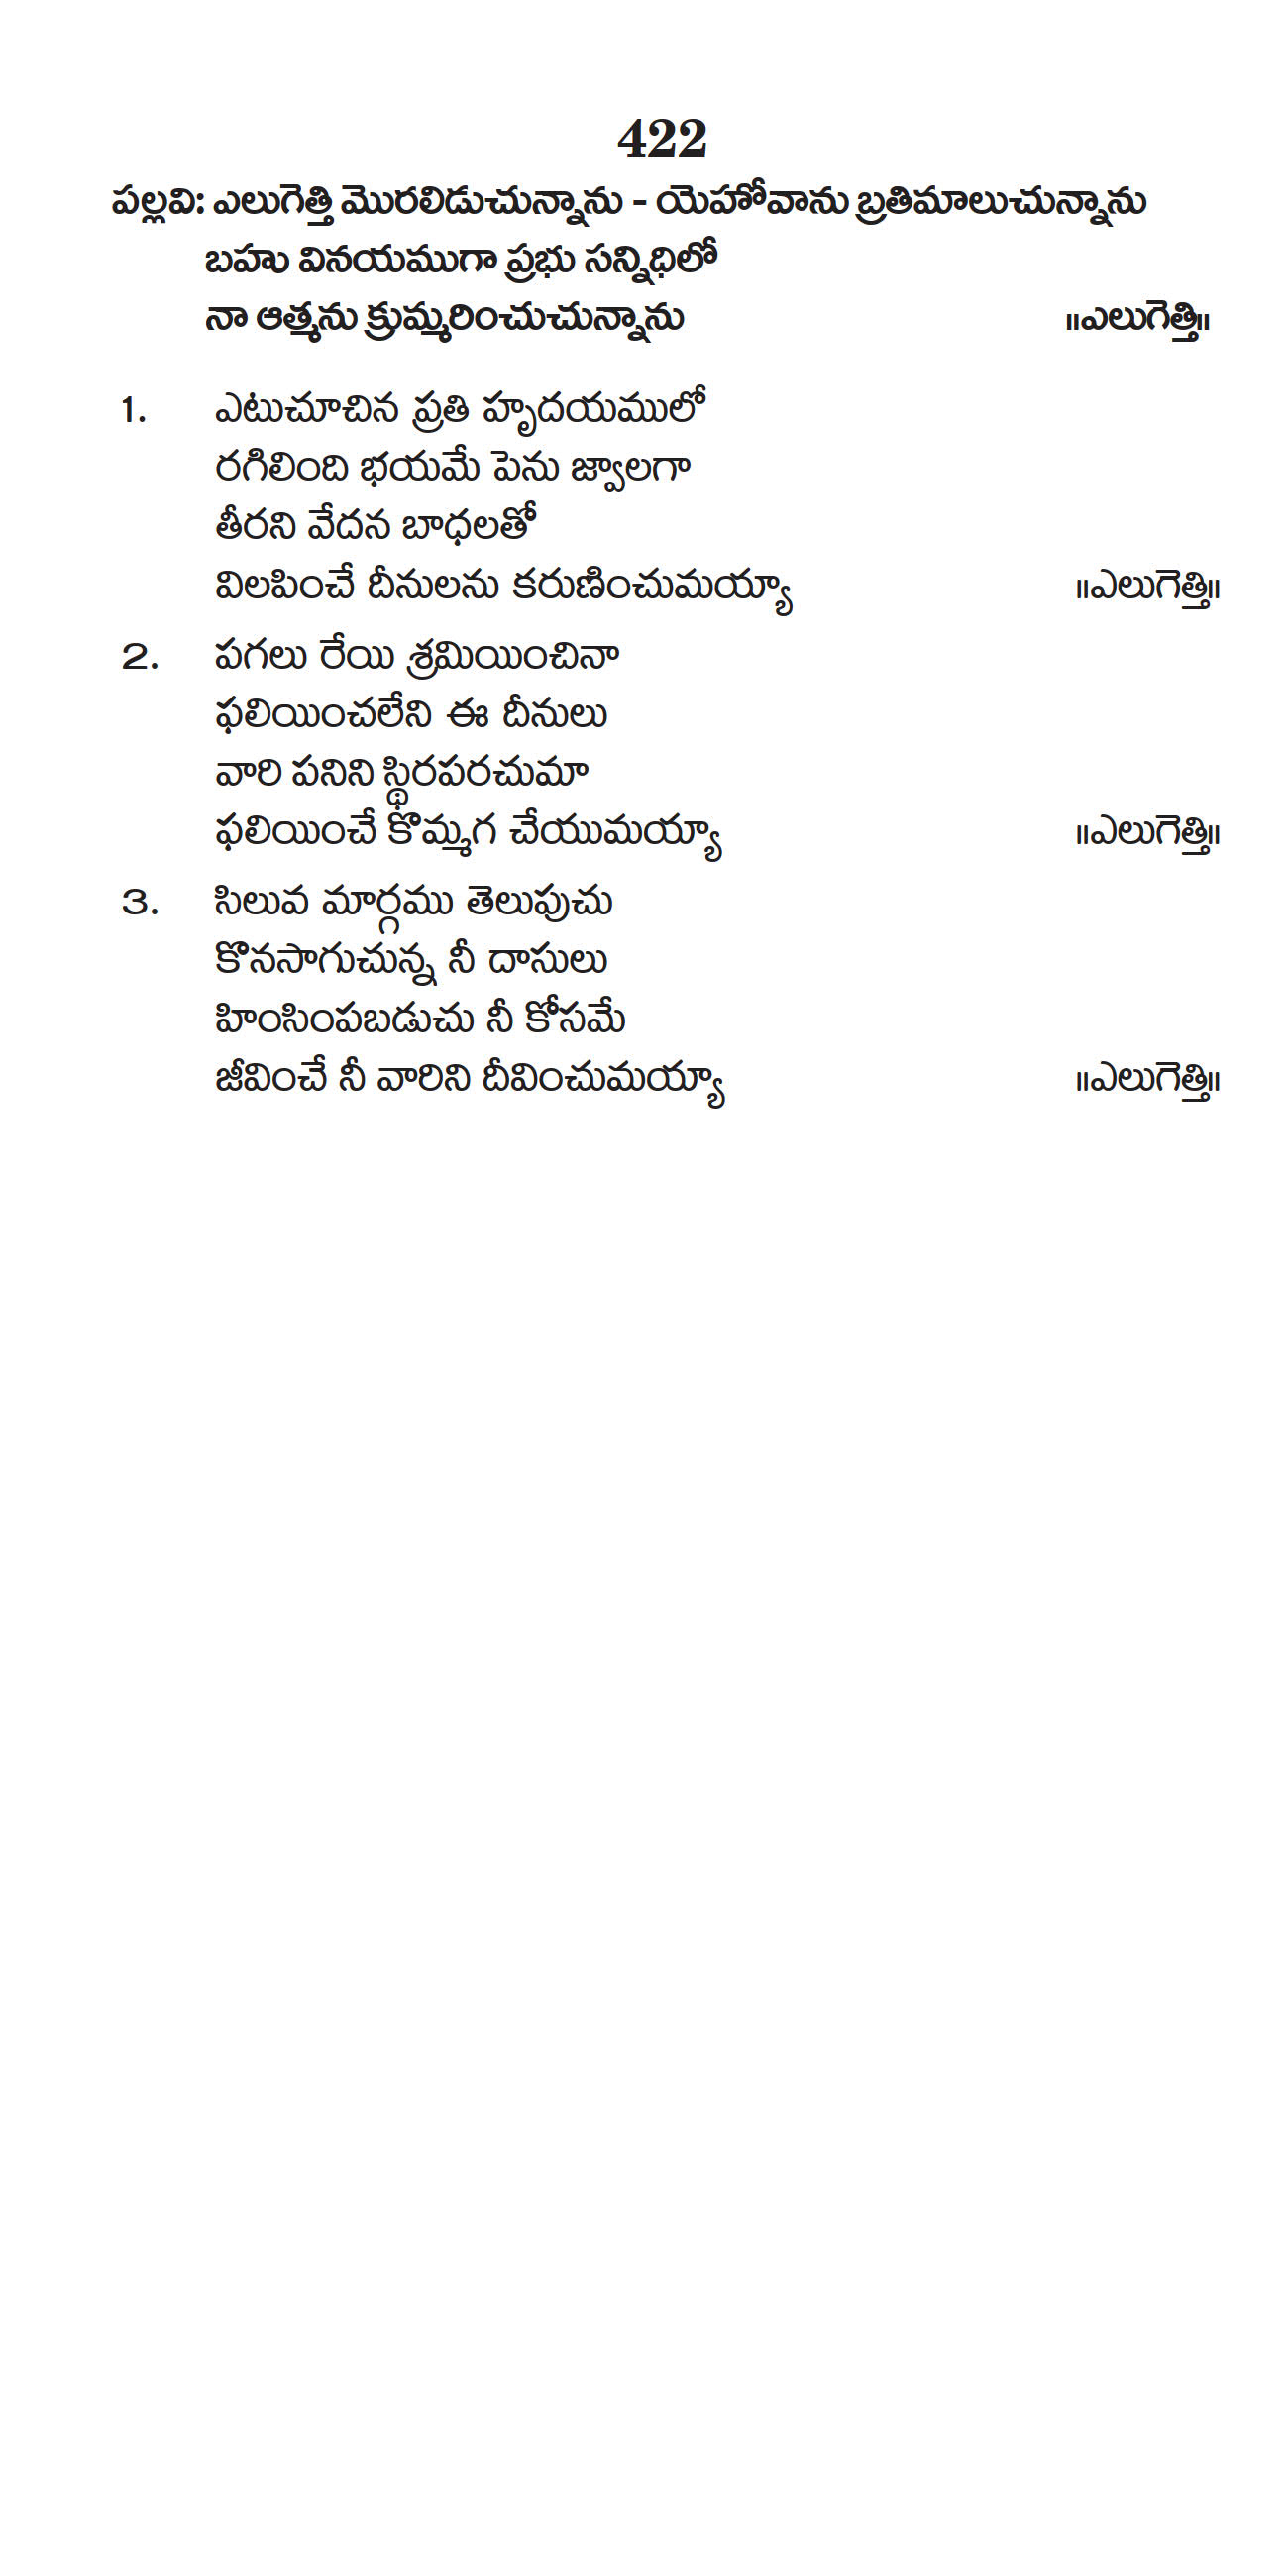 422
పల్లవి: ఎలుగెత్తి మొరలిడుచున్నాను - యెహోవాను బ్రతిమాలుచున్నాను
బహు వినయముగా ప్రభు సన్నిధిలో
నా ఆత్మను క్రుమ్మరించుచున్నాను ॥ఎలుగెత్తి॥
1. ఎటుచూచిన ప్రతి హృదయములో
రగిలింది భయమే పెను జ్వాలగా
తీరని వేదన బాధలతో
విలపించే దీనులను కరుణించుమయ్యా ॥ఎలుగెత్తి॥
2. పగలు రేయి శ్రమియించినా
ఫలియించలేని ఈ దీనులు
వారి పనిని స్థిరపరచుమా
ఫలియించే కొమ్మగ చేయుమయ్యా ॥ఎలుగెత్తి॥
3. సిలువ మార్గము తెలుపుచు
కొనసాగుచున్న నీ దాసులు
హింసింపబడుచు నీ కోసమే
జీవించే నీ వారిని దీవించుమయ్యా ॥ఎలుగెత్తి॥